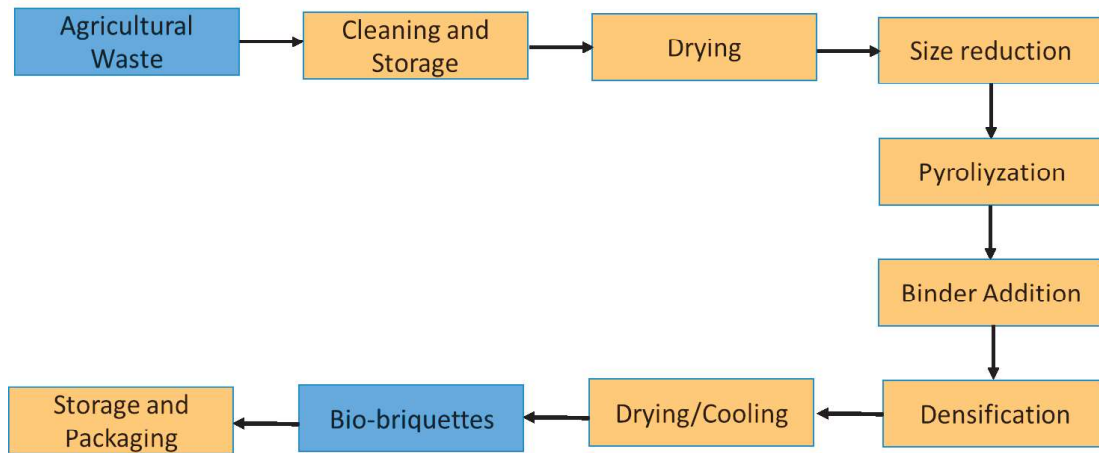 Agricultural
Waste
Cleaning and
Storage
Drying
Size reduction
Pyroliyzation
Binder Addition
Densification
Drying/Cooling
Bio-briquettes
Storage and
Packaging